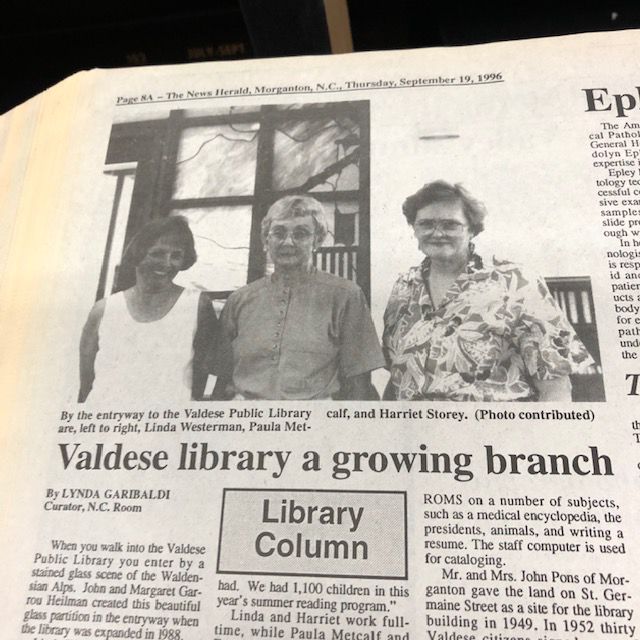 Page 8A – The News Herald, Morganton, N.C., Thursday, September 19, 1996
By the entryway to the Valdese Public Library
are, left to right, Linda Westerman, Paula Met-
calf, and Harriet Storey. (Photo contributed)
Valdese library a growing branch
By LYNDA GARIBALDI
Curator, N.C. Room
When you walk into the Valdese
Public Library you enter by a
stained glass scene of the Walden-
sian Alps. John and Margaret Gar-
rou Heilman created this beautiful
glass partition in the entryway when
the library was expanded in 1988.
Library
Column
had. We had 1,100 children in this
year's summer reading program."
Linda and Harriet work full-
time, while Paula Metcalf and
ROMS on a number of subjects,
such as a medical encyclopedia, the
presidents, animals, and writing a
resume. The staff computer is used
for cataloging.
Mr. and Mrs. John Pons of Mor-
ganton gave the land on St. Ger-
maine Street as a site for the library
building in 1949. In 1952 thirty
Valdese citizens
Epl
The Am
cal Pathol
General H
dolyn Epl
expertise i
Epley
tology tec
cessful c
sive exa
sample
slide pr
ough w
In h
nologis
is resp
id and
patien
ucts a
body
for e
path
und
the
T
th
T